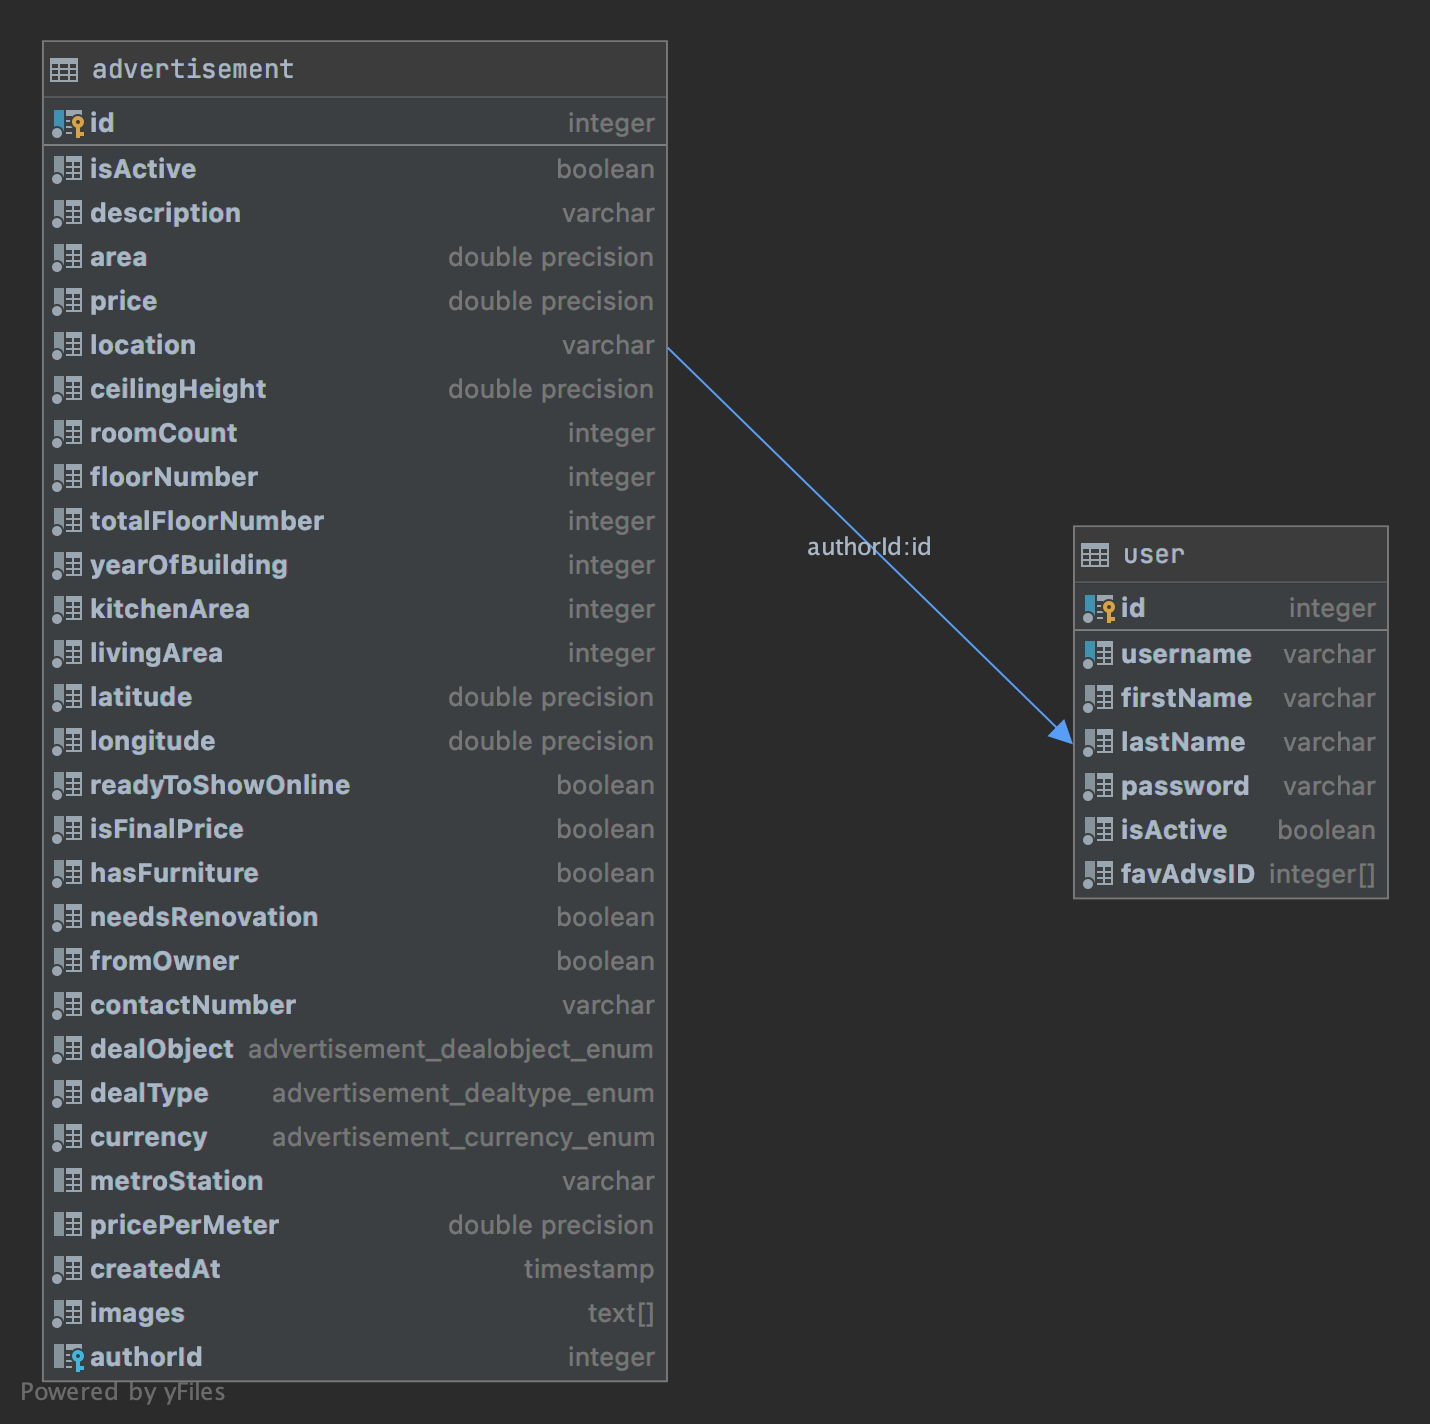 advertisement
id integer
isActive boolean
description varchar
area double precision
price double precision
location varchar
ceilingHeight double precision
roomCount integer
floorNumber integer
totalFloorNumber integer
yearOfBuilding integer
kitchenArea integer
livingArea integer
latitude double precision
longitude double precision
readyToShowOnline boolean
isFinalPrice boolean
hasFurniture boolean
needsRenovation boolean
fromOwner boolean
contactNumber varchar
dealObject advertisement_dealobject_enum
dealType advertisement_dealtype_enum
currency advertisement_currency_enum
metroStation varchar
pricePerMeter double precision
createdAt timestamp
images text[]
authorId integer
authorId:id
user
id integer
username varchar
firstName varchar
lastName varchar
password varchar
isActive boolean
favAdvsID integer[]
Powered by yFiles